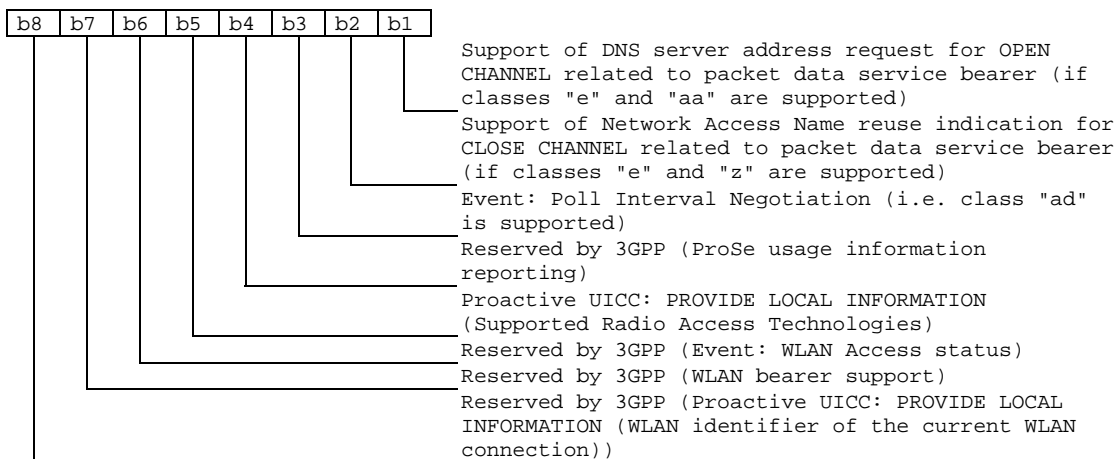 b8 b7 b6 b5 b4 b3 b2 b1
Support of DNS server address request for OPEN
CHANNEL related to packet data service bearer (if
classes "e" and "aa" are supported)
Support of Network Access Name reuse indication for
CLOSE CHANNEL related to packet data service bearer
(if classes "e" and "z" are supported)
Event: Poll Interval Negotiation (i.e. class "ad"
is supported)
Reserved by 3GPP (ProSe usage information
reporting)
Proactive UICC: PROVIDE LOCAL INFORMATION
(Supported Radio Access Technologies)
Reserved by 3GPP (Event: WLAN Access status)
Reserved by 3GPP (WLAN bearer support)
Reserved by 3GPP (Proactive UICC: PROVIDE LOCAL
INFORMATION (WLAN identifier of the current WLAN
connection))